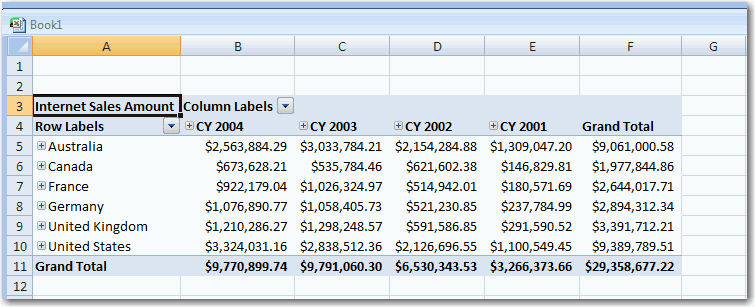 Book1
A B C D E F G
1
2
3 Internet Sales Amount Column Labels
4 Row Labels CY 2004 CY 2003 CY 2002 CY 2001 Grand Total
5 Australia $2,563,884.29 $3,033,784.21 $2,154,284.88 $1,309,047.20 $9,061,000.58
6 Canada $673,628.21 $535,784.46 $621,602.38 $146,829.81 $1,977,844.86
7 France $922,179.04 $1,026,324.97 $514,942.01 $180,571.69 $2,644,017.71
8 Germany $1,076,890.77 $1,058,405.73 $521,230.85 $237,784.99 $2,894,312.34
9 United Kingdom $1,210,286.27 $1,298,248.57 $591,586.85 $291,590.52 $3,391,712.21
10 United States $3,324,031.16 $2,838,512.36 $2,126,696.55 $1,100,549.45 $9,389,789.51
11 Grand Total $9,770,899.74 $9,791,060.30 $6,530,343.53 $3,266,373.66 $29,358,677.22
12